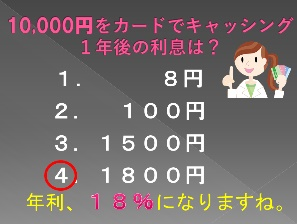 10,000円をカードでキャッシング
１年後の利息は？
１．　　　８円
２．　１００円
３．１５００円
４．１８００円
年利、１８％になりますね。